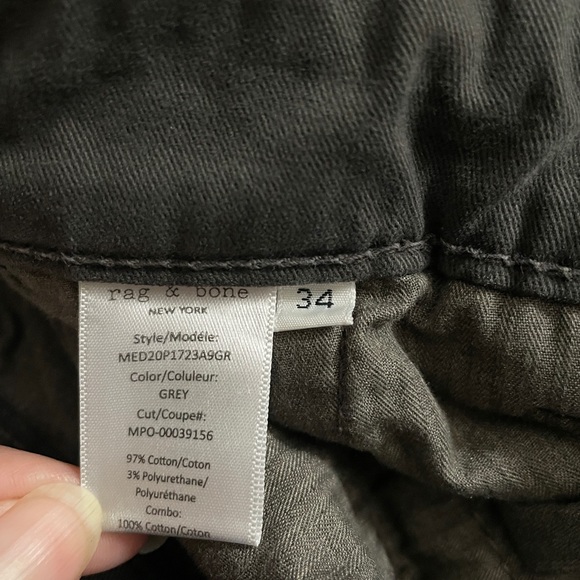 rag & bone
NEW YORK
34
Style/Modéle:
MED20P1723A9GR
Color/Coluleur:
GREY
Cut/Coupe#:
MPO-00039156
97% Cotton/Coton
3% Polyurethane/
Polyuréthane
Combo:
100% Cotton/Coton